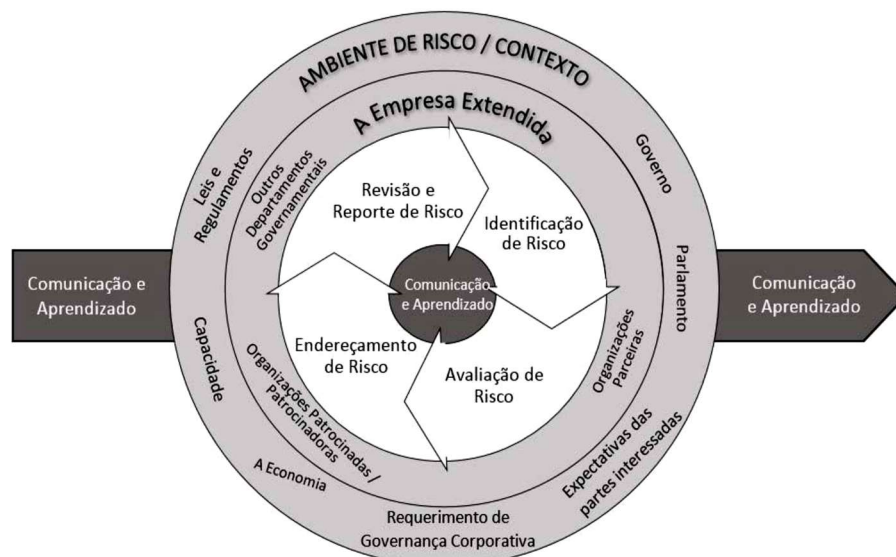 AMBIENTE DE RISCO / CONTEXTO
A Empresa Extendida
Leis e
Regulamentos
Outros
Departamentos
Governamentais
Governo
Revisão e
Reporte de Risco
Identificação
de Risco
Parlamento
Comunicação e
Aprendizado
Comunicação
e Aprendizado
Comunicação
e Aprendizado
Capacidade
Endereçamento
de Risco
Avaliação de
Risco
Organizações
Parceiras
Organizações Patrocinadas /
Patrocinadoras
A Economia
Expectativas das
partes interessadas
Requerimento de
Governança Corporativa